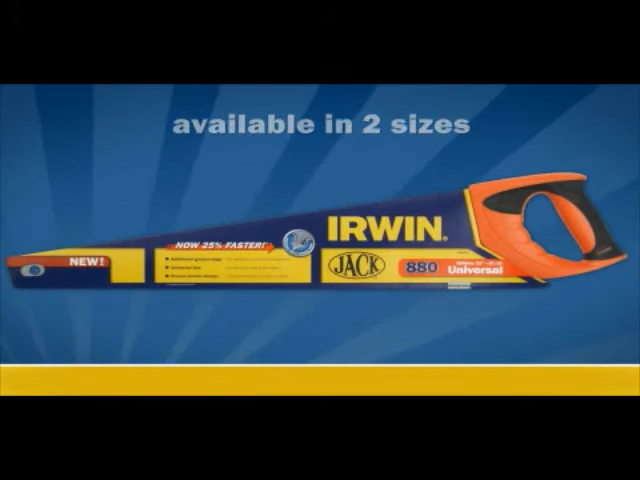 available in 2 sizes
IRWIN®
NOW 25% FASTER!*
NEW!
JACK
880
Universal